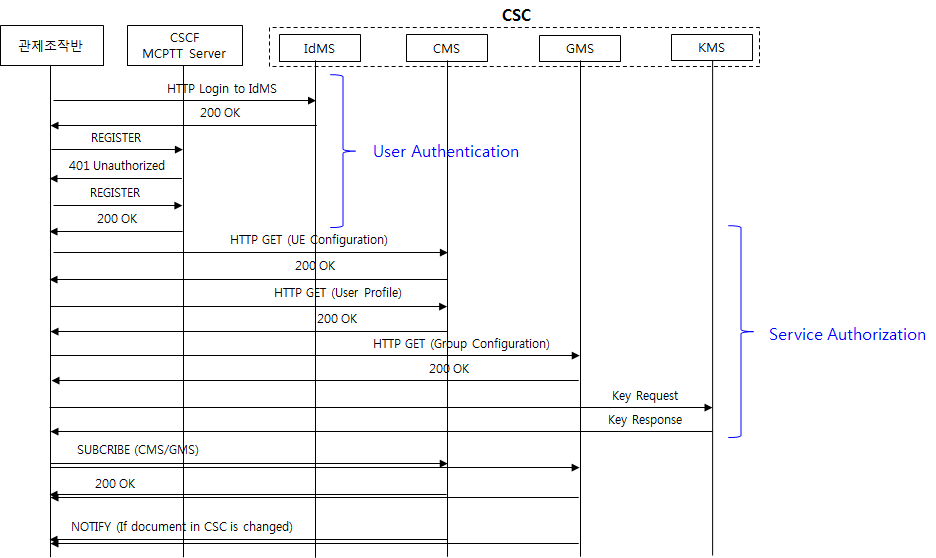 CSC
관제조작반
CSCF
MCPTT Server
IdMS
CMS
GMS
KMS
HTTP Login to IdMS
200 OK
REGISTER
User Authentication
401 Unauthorized
REGISTER
200 OK
HTTP GET (UE Configuration)
200 OK
HTTP GET (User Profile)
200 OK
Service Authorization
HTTP GET (Group Configuration)
200 OK
Key Request
Key Response
SUBCRIBE (CMS/GMS)
200 OK
NOTIFY (If document in CSC is changed)